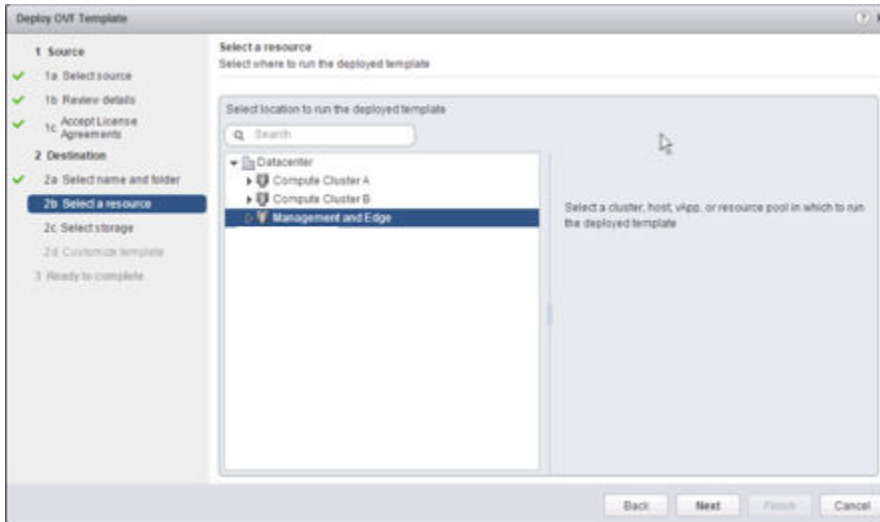 Deploy OVF Template
1 Source
1a Select source
1b Review details
1c Accept License
Agreements
2 Destination
2a Select name and folder
2b Select a resource
2c Select storage
2d Customize template
3 Ready to complete
Select a resource
Select where to run the deployed template
Select location to run the deployed template
Search
Datacenter
Compute Cluster A
Compute Cluster B
Management and Edge
Select a cluster, host, vApp, or resource pool in which to run
the deployed template
Back Next Finish Cancel